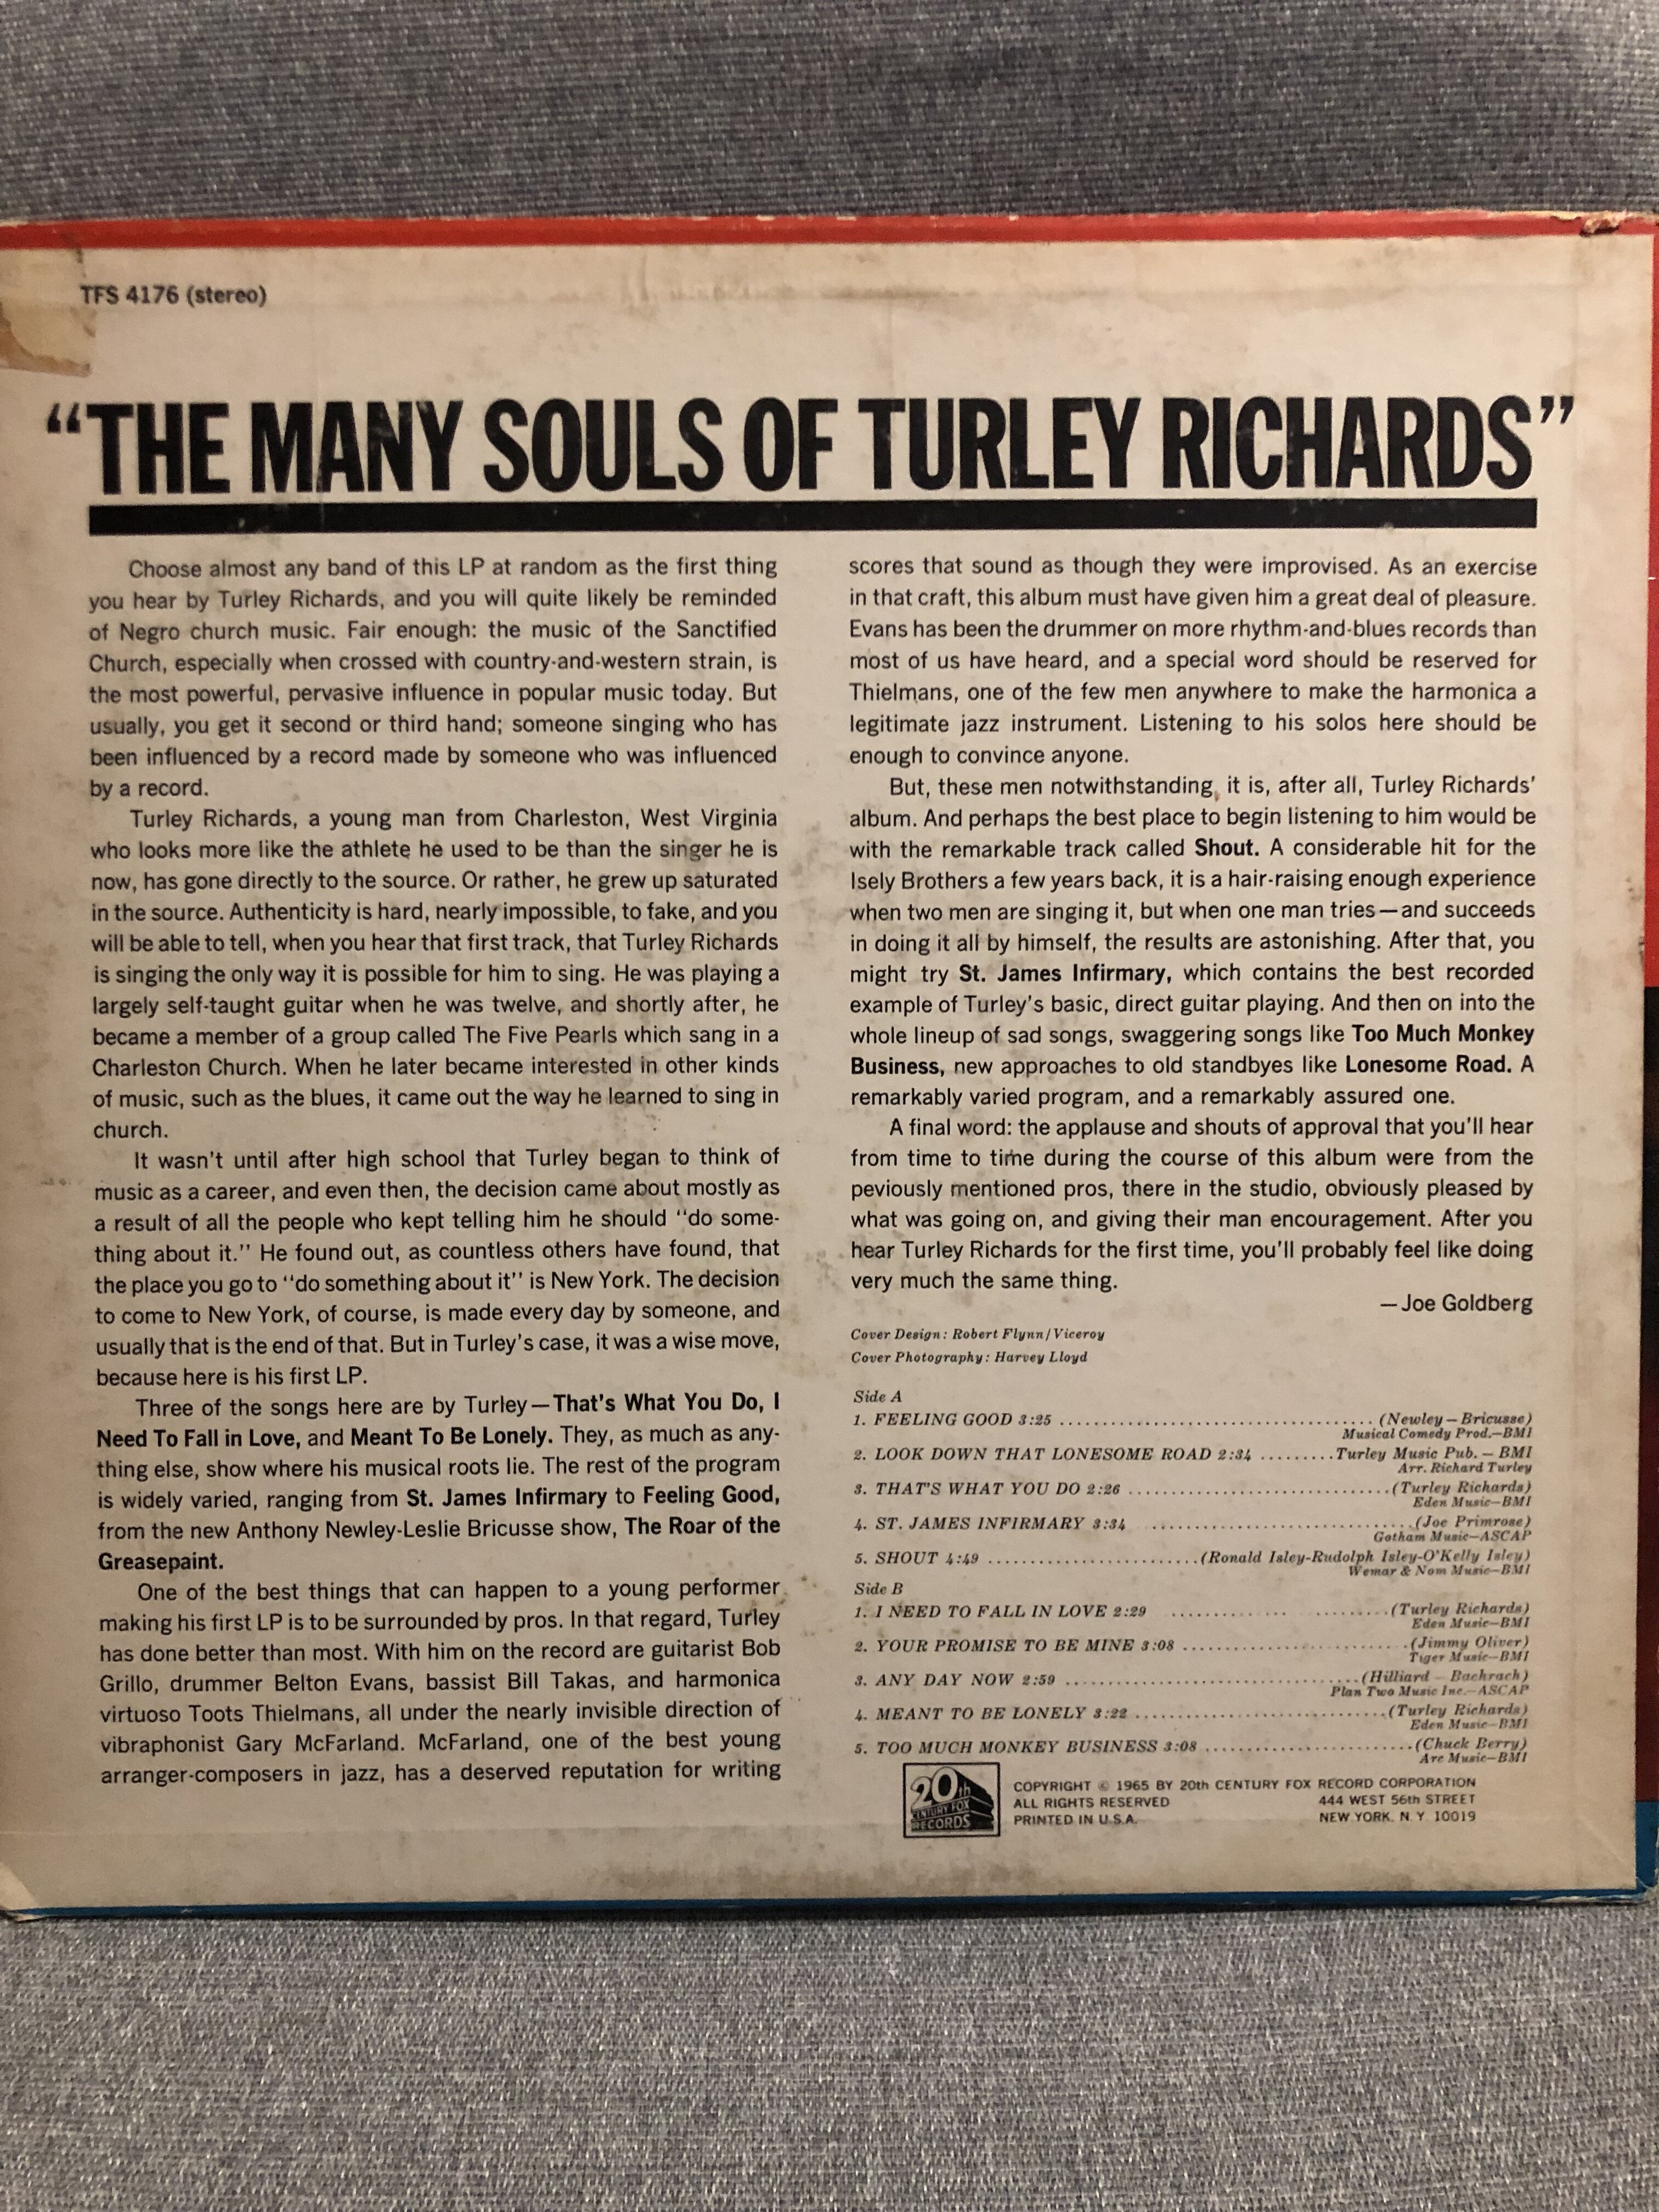 TFS 4176 (stereo)
“THE MANY SOULS OF TURLEY RICHARDS”
Choose almost any band of this LP at random as the first thing
you hear by Turley Richards, and you will quite likely be reminded
of Negro church music. Fair enough: the music of the Sanctified
Church, especially when crossed with country-and-western strain, is
the most powerful, pervasive influence in popular music today. But
usually, you get it second or third hand; someone singing who has
been influenced by a record made by someone who was influenced
by a record.
Turley Richards, a young man from Charleston, West Virginia
who looks more like the athlete he used to be than the singer he is
now, has gone directly to the source. Or rather, he grew up saturated
in the source. Authenticity is hard, nearly impossible, to fake, and you
will be able to tell, when you hear that first track, that Turley Richards
is singing the only way it is possible for him to sing. He was playing a
largely self-taught guitar when he was twelve, and shortly after, he
became a member of a group called The Five Pearls which sang in a
Charleston Church. When he later became interested in other kinds
of music, such as the blues, it came out the way he learned to sing in
church.
It wasn't until after high school that Turley began to think of
music as a career, and even then, the decision came about mostly as
a result of all the people who kept telling him he should “do some-
thing about it.” He found out, as countless others have found, that
the place you go to “do something about it” is New York. The decision
to come to New York, of course, is made every day by someone, and
usually that is the end of that. But in Turley's case, it was a wise move,
because here is his first LP.
Three of the songs here are by Turley—That's What You Do, I
Need To Fall in Love, and Meant To Be Lonely. They, as much as any-
thing else, show where his musical roots lie. The rest of the program
is widely varied, ranging from St. James Infirmary to Feeling Good,
from the new Anthony Newley-Leslie Bricusse show, The Roar of the
Greasepaint.
One of the best things that can happen to a young performer
making his first LP is to be surrounded by pros. In that regard, Turley
has done better than most. With him on the record are guitarist Bob
Grillo, drummer Belton Evans, bassist Bill Takas, and harmonica
virtuoso Toots Thielmans, all under the nearly invisible direction of
vibraphonist Gary McFarland. McFarland, one of the best young
arranger-composers in jazz, has a deserved reputation for writing
scores that sound as though they were improvised. As an exercise
in that craft, this album must have given him a great deal of pleasure.
Evans has been the drummer on more rhythm-and-blues records than
most of us have heard, and a special word should be reserved for
Thielmans, one of the few men anywhere to make the harmonica a
legitimate jazz instrument. Listening to his solos here should be
enough to convince anyone.
But, these men notwithstanding, it is, after all, Turley Richards'
album. And perhaps the best place to begin listening to him would be
with the remarkable track called Shout. A considerable hit for the
Isely Brothers a few years back, it is a hair-raising enough experience
when two men are singing it, but when one man tries—and succeeds
in doing it all by himself, the results are astonishing. After that, you
might try St. James Infirmary, which contains the best recorded
example of Turley's basic, direct guitar playing. And then on into the
whole lineup of sad songs, swaggering songs like Too Much Monkey
Business, new approaches to old standbyes like Lonesome Road. A
remarkably varied program, and a remarkably assured one.
A final word: the applause and shouts of approval that you'll hear
from time to time during the course of this album were from the
peviously mentioned pros, there in the studio, obviously pleased by
what was going on, and giving their man encouragement. After you
hear Turley Richards for the first time, you'll probably feel like doing
very much the same thing.
—Joe Goldberg
Cover Design: Robert Flynn/Viceroy
Cover Photography: Harvey Lloyd
Side A
1. FEELING GOOD 3:25 ........ (Newley—Bricusse)
Musical Comedy Prod.—BMI
2. LOOK DOWN THAT LONESOME ROAD 2:34 ........ Turley Music Pub.—BMI
Arr. Richard Turley
3. THAT'S WHAT YOU DO 2:26 ........ (Turley Richards)
Eden Music—BMI
4. ST. JAMES INFIRMARY 3:34 ........ (Joe Primrose)
Gotham Music—ASCAP
5. SHOUT 4:49 ........ (Ronald Isley-Rudolph Isley-O'Kelly Isley)
Wemar & Nom Music—BMI
Side B
1. I NEED TO FALL IN LOVE 2:29 ........ (Turley Richards)
Eden Music—BMI
2. YOUR PROMISE TO BE MINE 3:08 ........ (Jimmy Oliver)
Tiger Music—BMI
3. ANY DAY NOW 2:59 ........ (Hilliard—Bachrach)
Plan Two Music Inc.—ASCAP
4. MEANT TO BE LONELY 3:22 ........ (Turley Richards)
Eden Music—BMI
5. TOO MUCH MONKEY BUSINESS 3:08 ........ (Chuck Berry)
Arc Music—BMI
20th
CENTURY FOX
RECORDS
COPYRIGHT © 1965 BY 20th CENTURY FOX RECORD CORPORATION
ALL RIGHTS RESERVED 444 WEST 56th STREET
PRINTED IN U.S.A. NEW YORK, N.Y. 10019